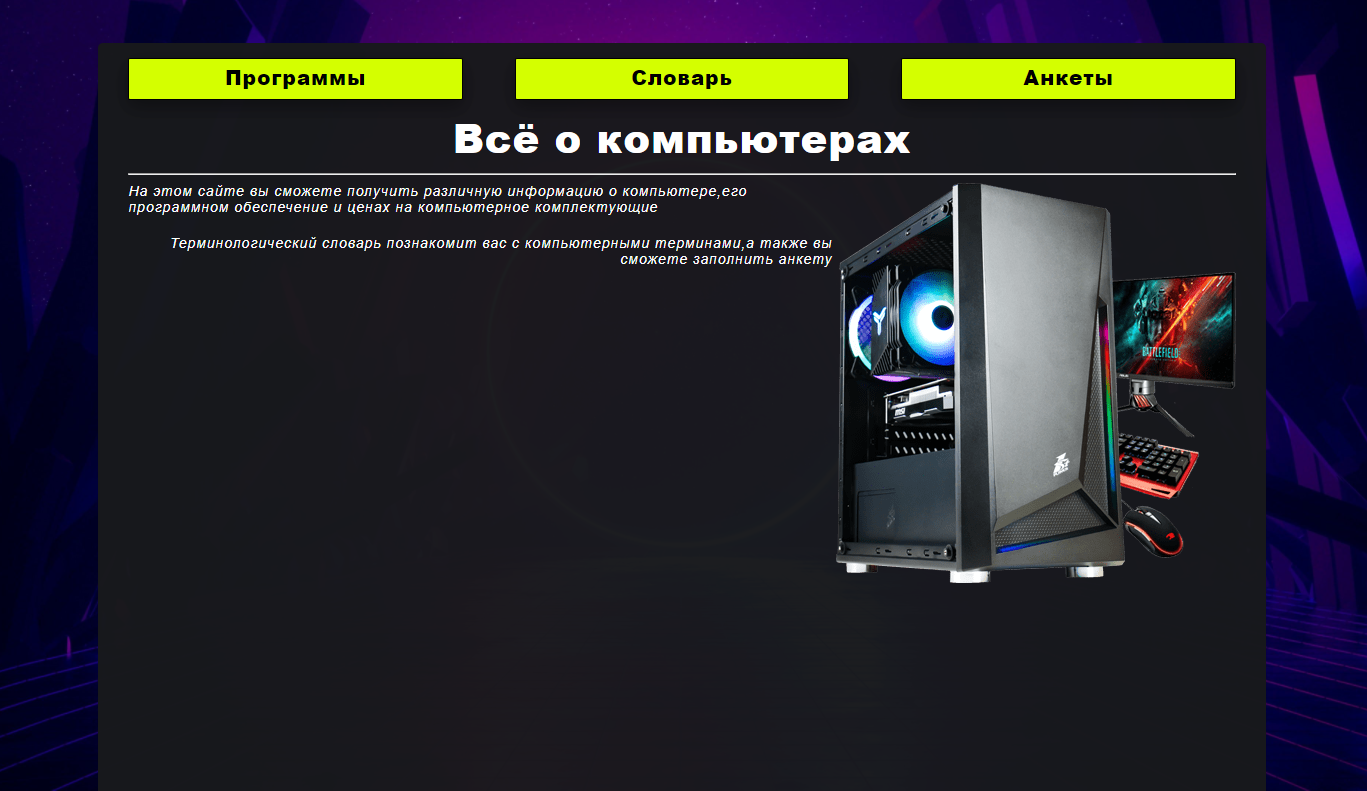 Программы
Словарь
Анкеты
Всё о компьютерах
На этом сайте вы сможете получить различную информацию о компьютере,его
программном обеспечение и ценах на компьютерное комплектующие
Терминологический словарь познакомит вас с компьютерными терминами,а также вы
сможете заполнить анкету
msi
BATTLEFIELD